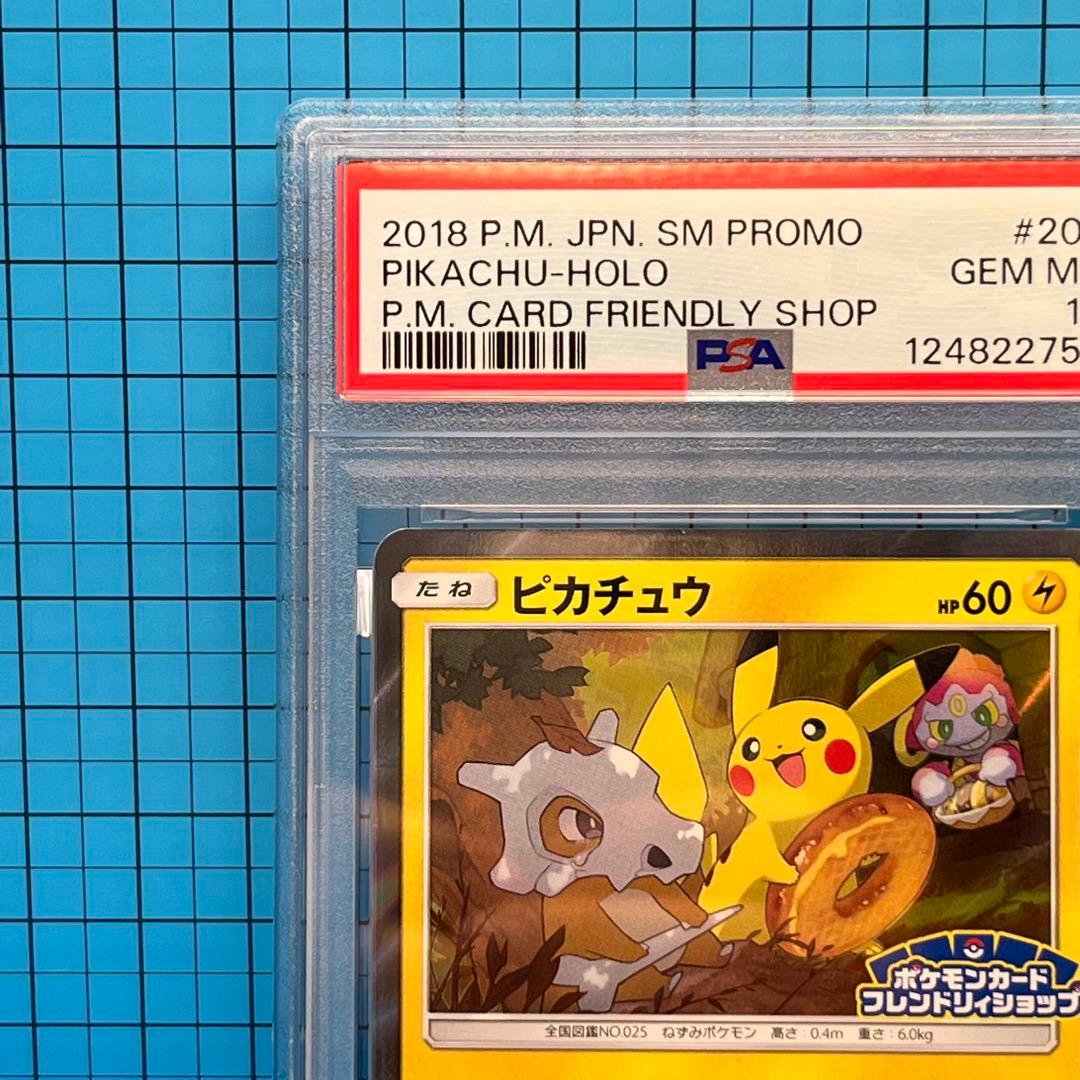 2018 P.M. JPN. SM PROMO #20
PIKACHU-HOLO GEM M
P.M. CARD FRIENDLY SHOP 1
PSA 12482275
たね ピカチュウ HP 60
ポケモンカード
フレンドリィショップ
全国図鑑NO.025 ねずみポケモン 高さ:0.4m 重さ:6.0kg